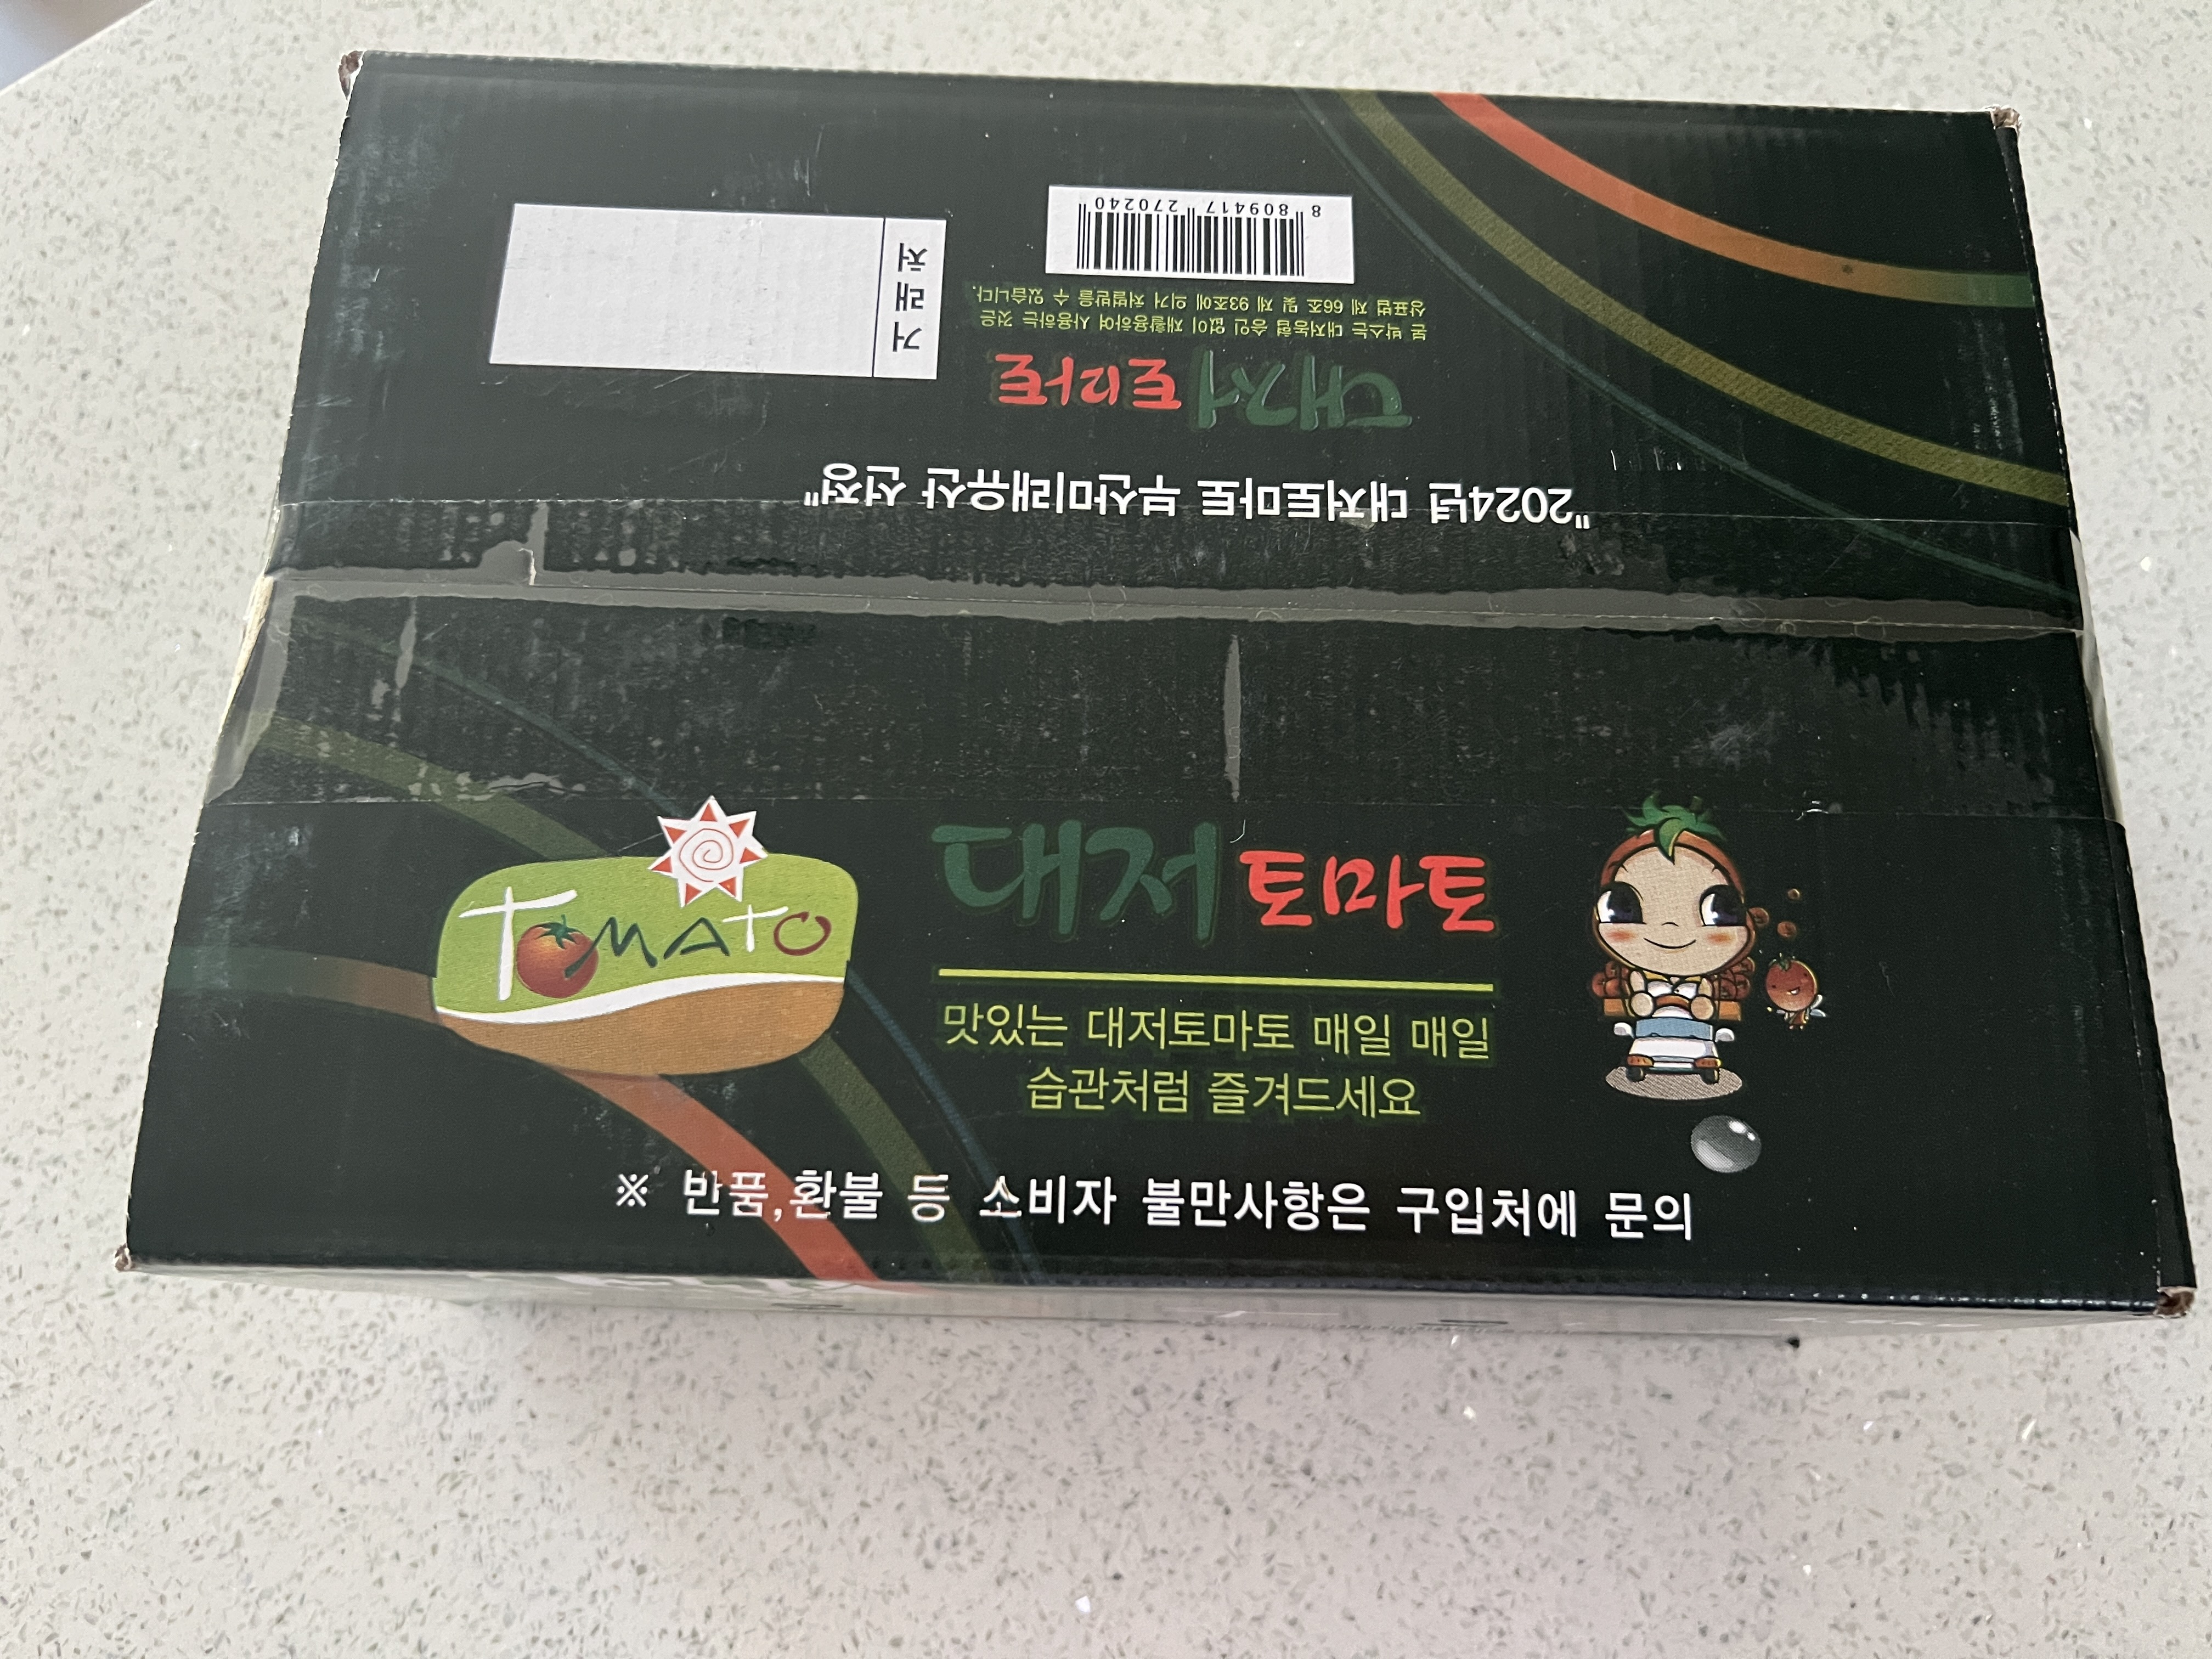 TOMATO
대저 토마토
맛있는 대저토마토 매일 매일
습관처럼 즐겨드세요
※ 반품,환불 등 소비자 불만사항은 구입처에 문의
"2024년 대저토마토 부산미래유산 선정"
대저 토마토
본 박스는 대저농협 승인 없이 재활용하여 사용하는 것은
상표법 제 66조 및 제 93조에 의거 처벌받을 수 있습니다.
8 809417 270240
거래처